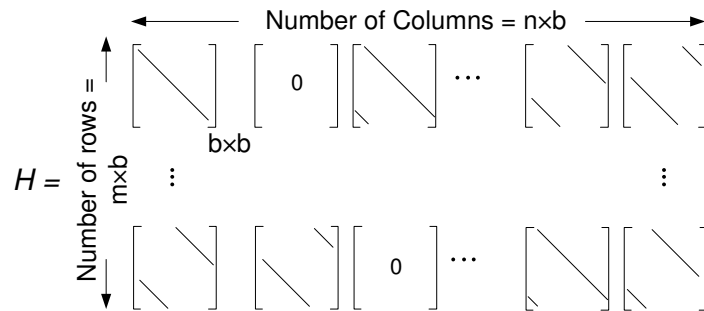 Number of Columns = n×b
Number of rows =
m×b
0
b×b
H =
0